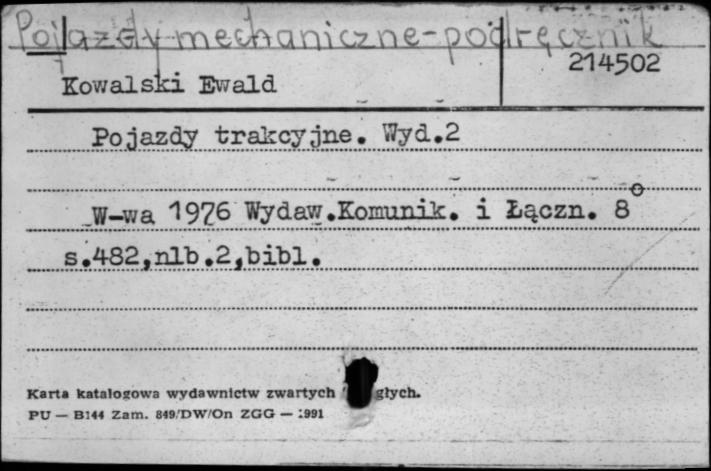 Pojazdy mechaniczne-podręcznik
214502
Kowalski Ewald
Pojazdy trakcyjne. Wyd.2
W-wa 1976 Wydaw.Komunik. i Łączn. 8°
s.482,nlb.2,bibl.
Karta katalogowa wydawnictw zwartych głych.
PU — B144 Zam. 849/DW/On ZGG — 1991